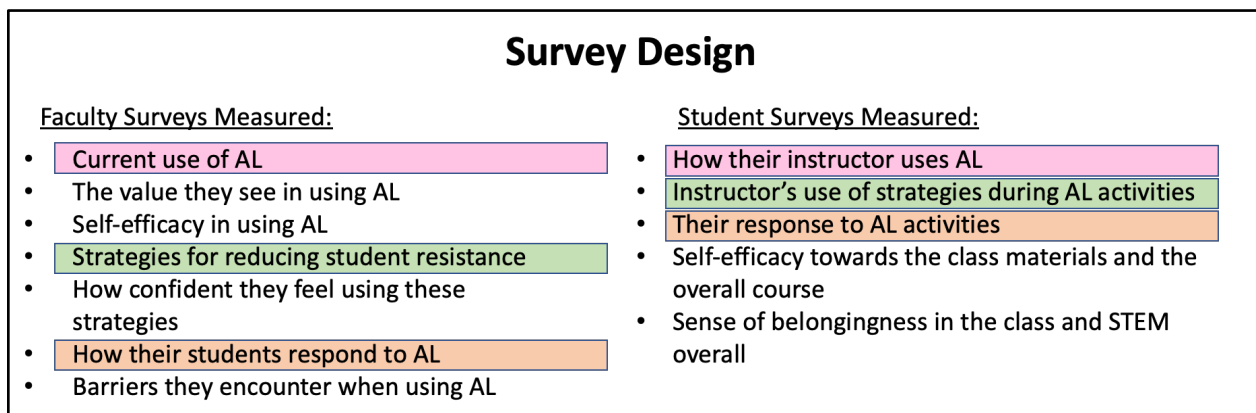 Survey Design
Faculty Surveys Measured:
• Current use of AL
• The value they see in using AL
• Self-efficacy in using AL
• Strategies for reducing student resistance
• How confident they feel using these
strategies
• How their students respond to AL
• Barriers they encounter when using AL
Student Surveys Measured:
• How their instructor uses AL
• Instructor’s use of strategies during AL activities
• Their response to AL activities
• Self-efficacy towards the class materials and the
overall course
• Sense of belongingness in the class and STEM
overall